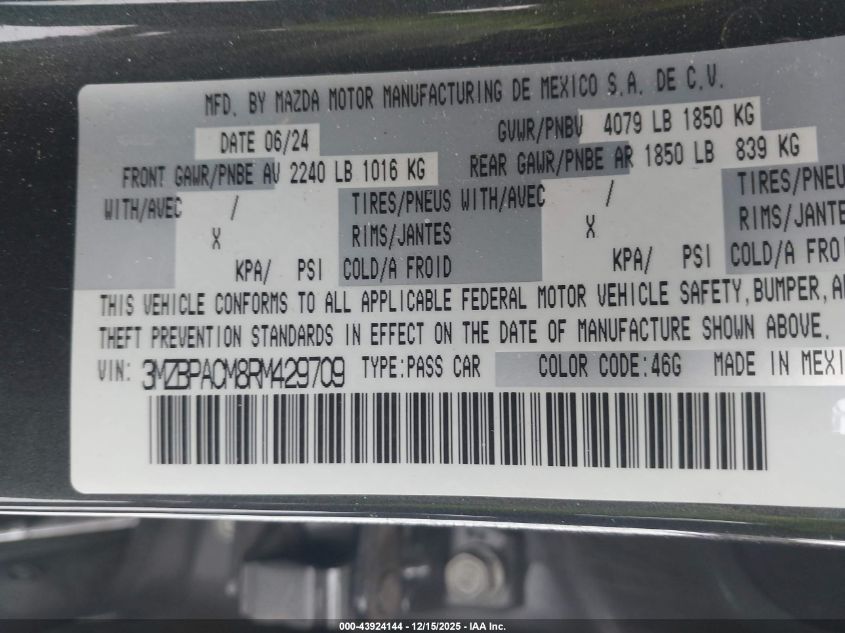 MFD. BY MAZDA MOTOR MANUFACTURING DE MEXICO S.A. DE C.V.
DATE 06/24 GVWR/PNBV 4079 LB 1850 KG
FRONT GAWR/PNBE AV 2240 LB 1016 KG REAR GAWR/PNBE AR 1850 LB 839 KG
WITH/AVEC / TIRES/PNEUS WITH/AVEC / TIRES/PNEU
X RIMS/JANTES X RIMS/JANTE
KPA/ PSI COLD/A FROID KPA/ PSI COLD/A FROI
THIS VEHICLE CONFORMS TO ALL APPLICABLE FEDERAL MOTOR VEHICLE SAFETY, BUMPER, A
THEFT PREVENTION STANDARDS IN EFFECT ON THE DATE OF MANUFACTURE SHOWN ABOVE.
VIN: 3MZBPACM8RM429709 TYPE:PASS CAR COLOR CODE:46G MADE IN MEXI
000-43924144 - 12/15/2025 - IAA Inc.